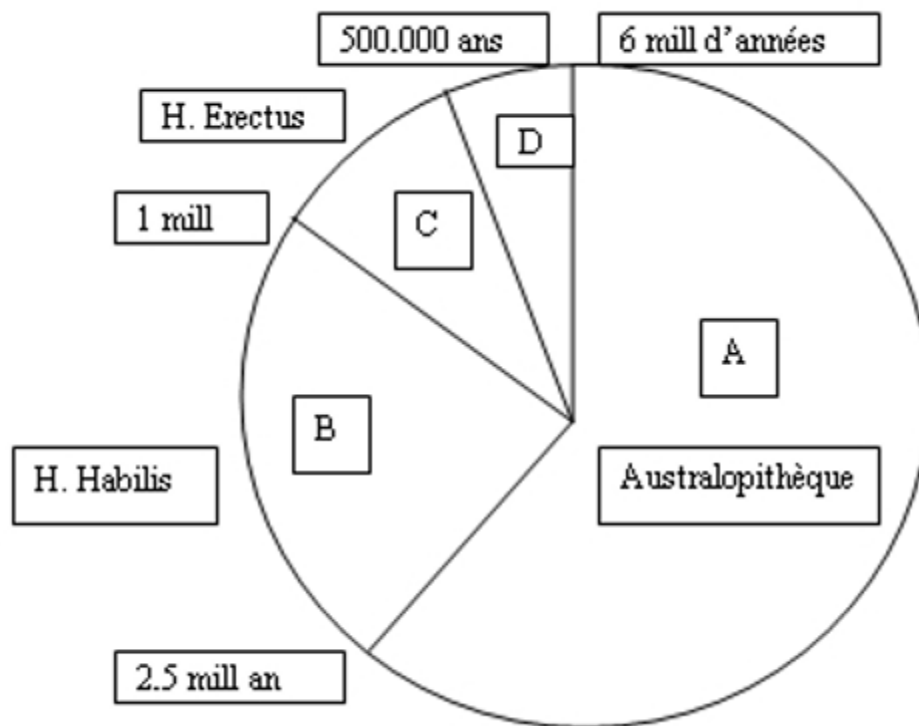 500.000 ans
6 mill d'années
H. Erectus
D
1 mill
C
A
B
H. Habilis
Australopithèque
2.5 mill an